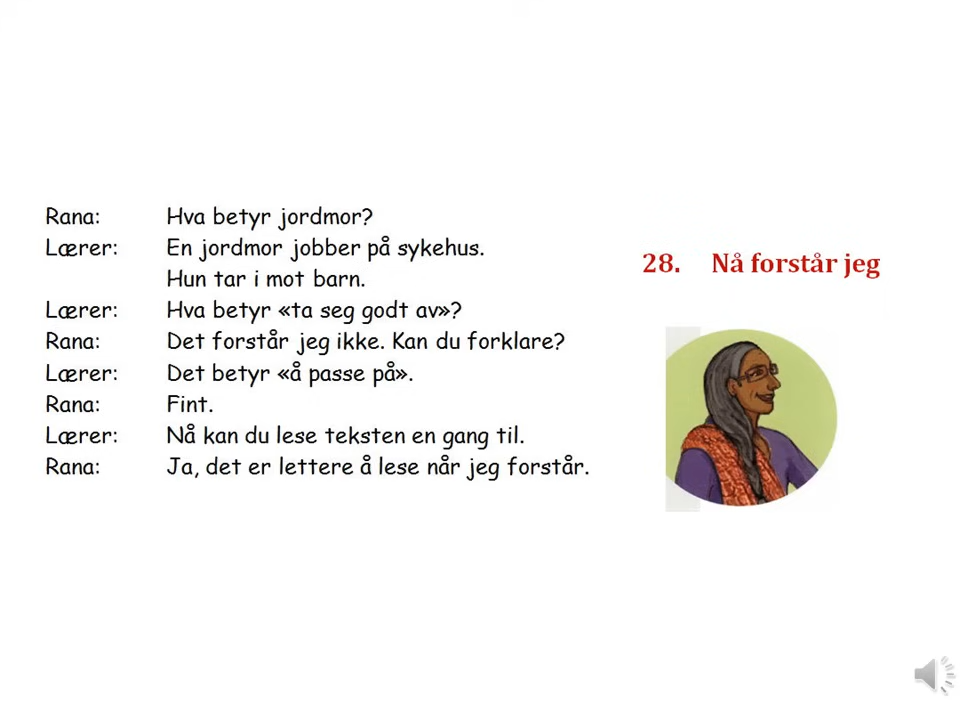 Rana: Hva betyr jordmor?
Lærer: En jordmor jobber på sykehus.
Hun tar i mot barn.
Lærer: Hva betyr «ta seg godt av»?
Rana: Det forstår jeg ikke. Kan du forklare?
Lærer: Det betyr «å passe på».
Rana: Fint.
Lærer: Nå kan du lese teksten en gang til.
Rana: Ja, det er lettere å lese når jeg forstår.
28. Nå forstår jeg